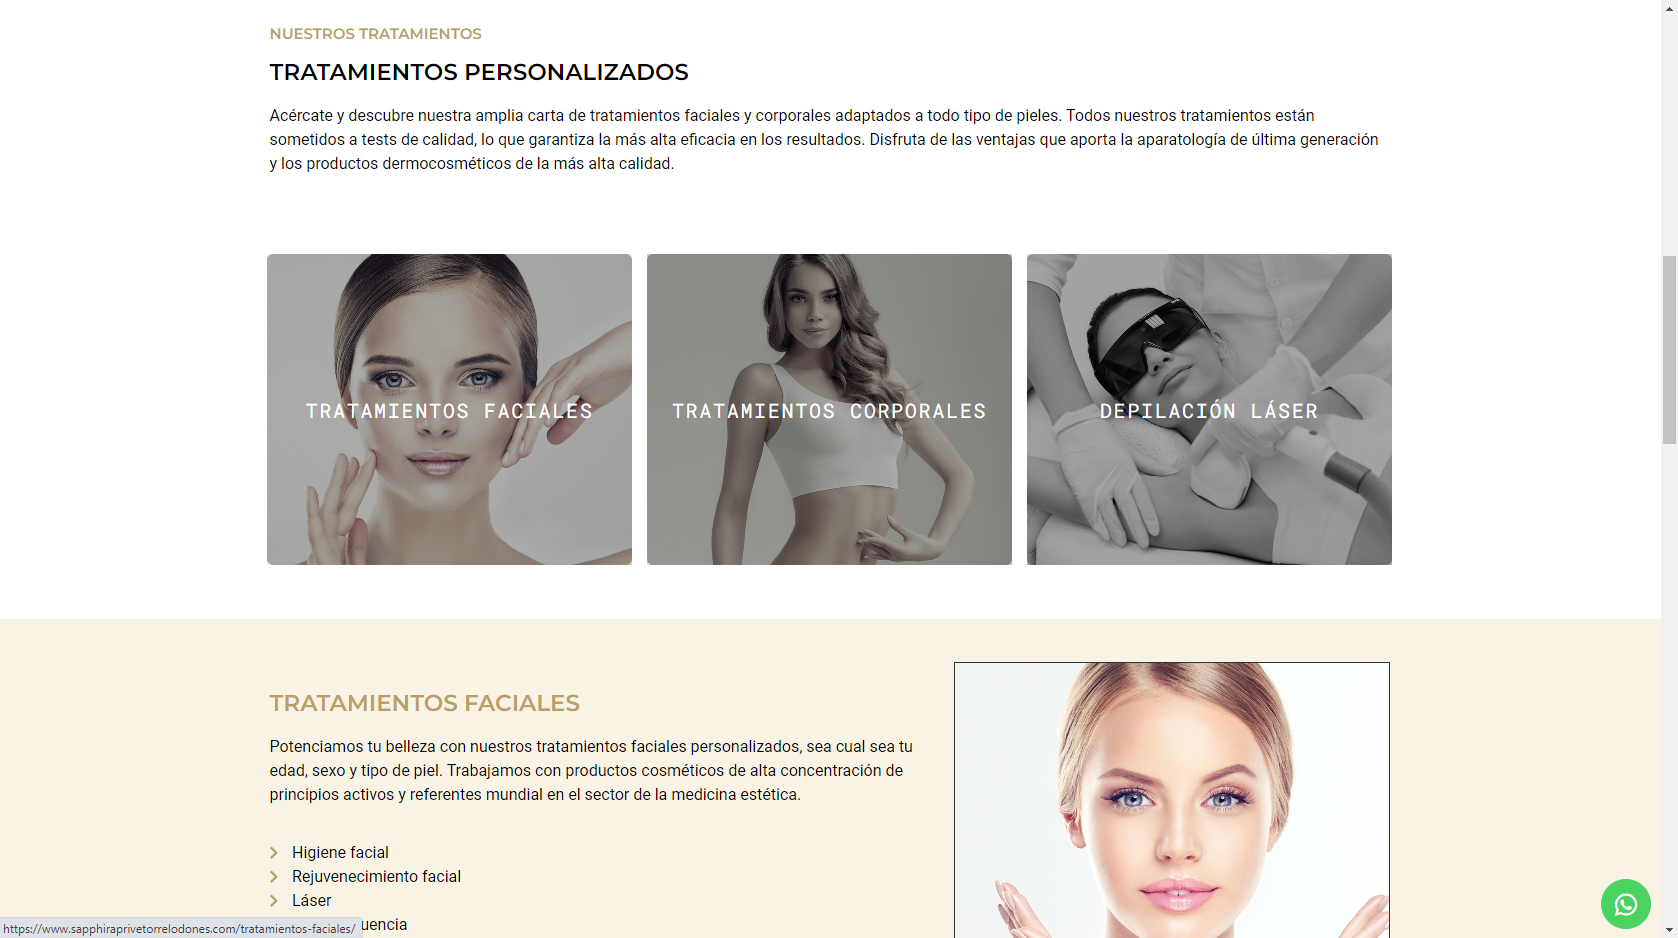 NUESTROS TRATAMIENTOS
TRATAMIENTOS PERSONALIZADOS
Acércate y descubre nuestra amplia carta de tratamientos faciales y corporales adaptados a todo tipo de pieles. Todos nuestros tratamientos están
sometidos a tests de calidad, lo que garantiza la más alta eficacia en los resultados. Disfruta de las ventajas que aporta la aparatología de última generación
y los productos dermocosméticos de la más alta calidad.
TRATAMIENTOS FACIALES
TRATAMIENTOS CORPORALES
DEPILACIÓN LÁSER
TRATAMIENTOS FACIALES
Potenciamos tu belleza con nuestros tratamientos faciales personalizados, sea cual sea tu
edad, sexo y tipo de piel. Trabajamos con productos cosméticos de alta concentración de
principios activos y referentes mundial en el sector de la medicina estética.
Higiene facial
Rejuvenecimiento facial
Láser
uencia
https://www.sapphiraprivetorrelodones.com/tratamientos-faciales/